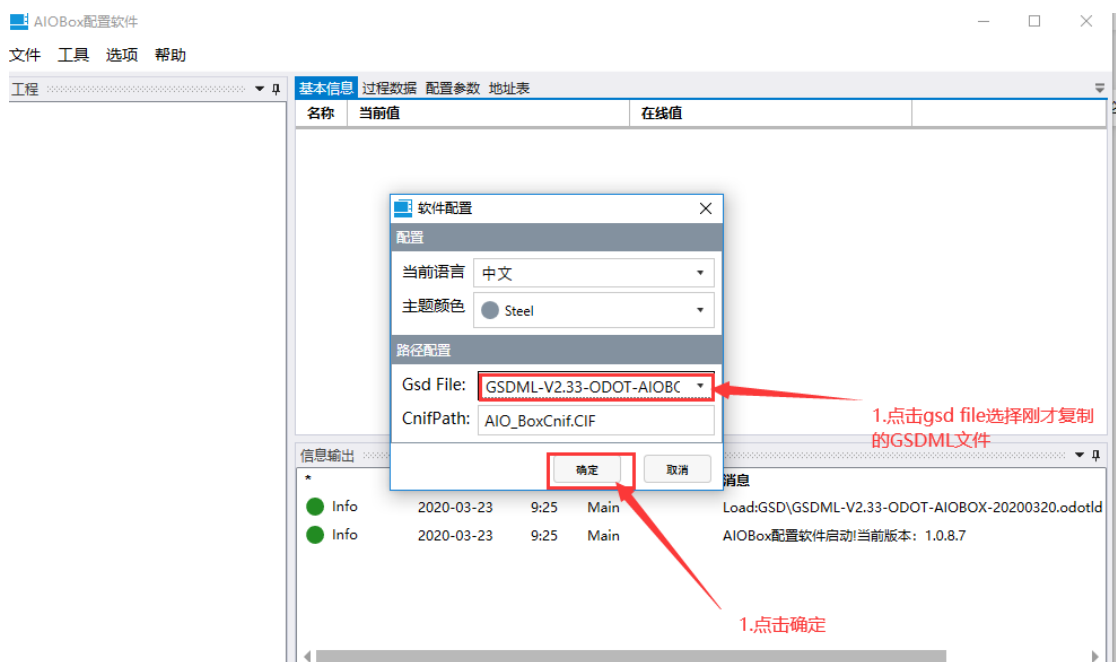 AIOBox配置软件
文件 工具 选项 帮助
工程
基本信息 过程数据 配置参数 地址表
名称 当前值 在线值
软件配置
配置
当前语言 中文
主题颜色 Steel
路径配置
Gsd File: GSDML-V2.33-ODOT-AIOBC
CnifPath: AIO_BoxCnif.CIF
确定 取消
1.点击gsd file选择刚才复制
的GSDML文件
信息输出
* 消息
Info 2020-03-23 9:25 Main Load:GSD\GSDML-V2.33-ODOT-AIOBOX-20200320.odotld
Info 2020-03-23 9:25 Main AIOBox配置软件启动!当前版本：1.0.8.7
1.点击确定